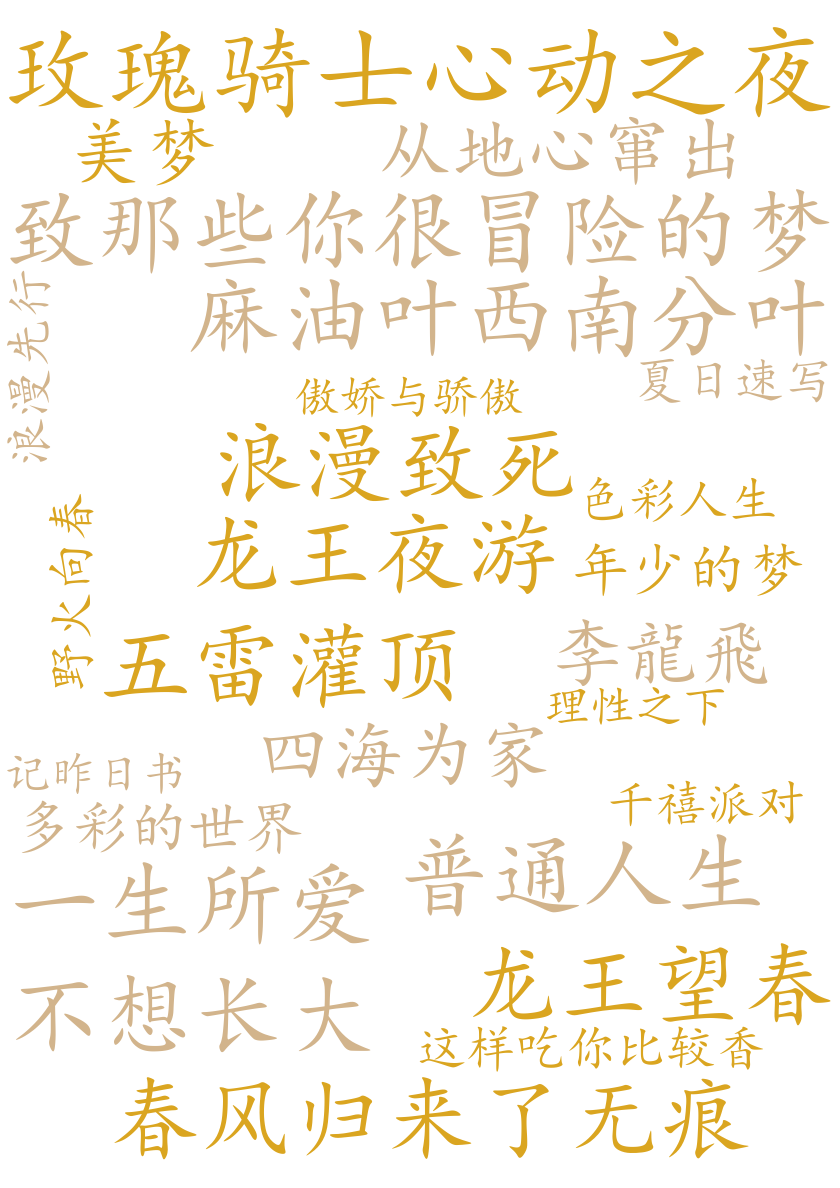 玫瑰骑士心动之夜
美梦
从地心窜出
致那些你很冒险的梦
麻油叶西南分叶
浪漫先行
夏日速写
傲娇与骄傲
浪漫致死
色彩人生
龙王夜游
年少的梦
野火向春
五雷灌顶
李龍飛
理性之下
四海为家
记昨日书
千禧派对
多彩的世界
普通人生
一生所爱
龙王望春
不想长大
这样吃你比较香
春风归来了无痕